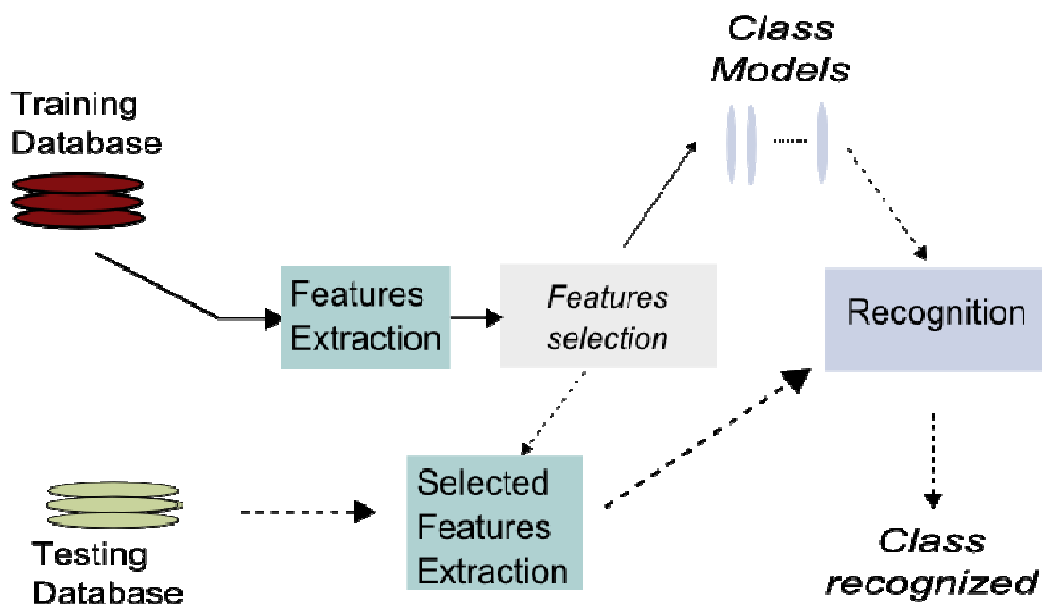 Class
Models
Training
Database
Features
Extraction
Features
selection
Recognition
Selected
Features
Extraction
Testing
Database
Class
recognized